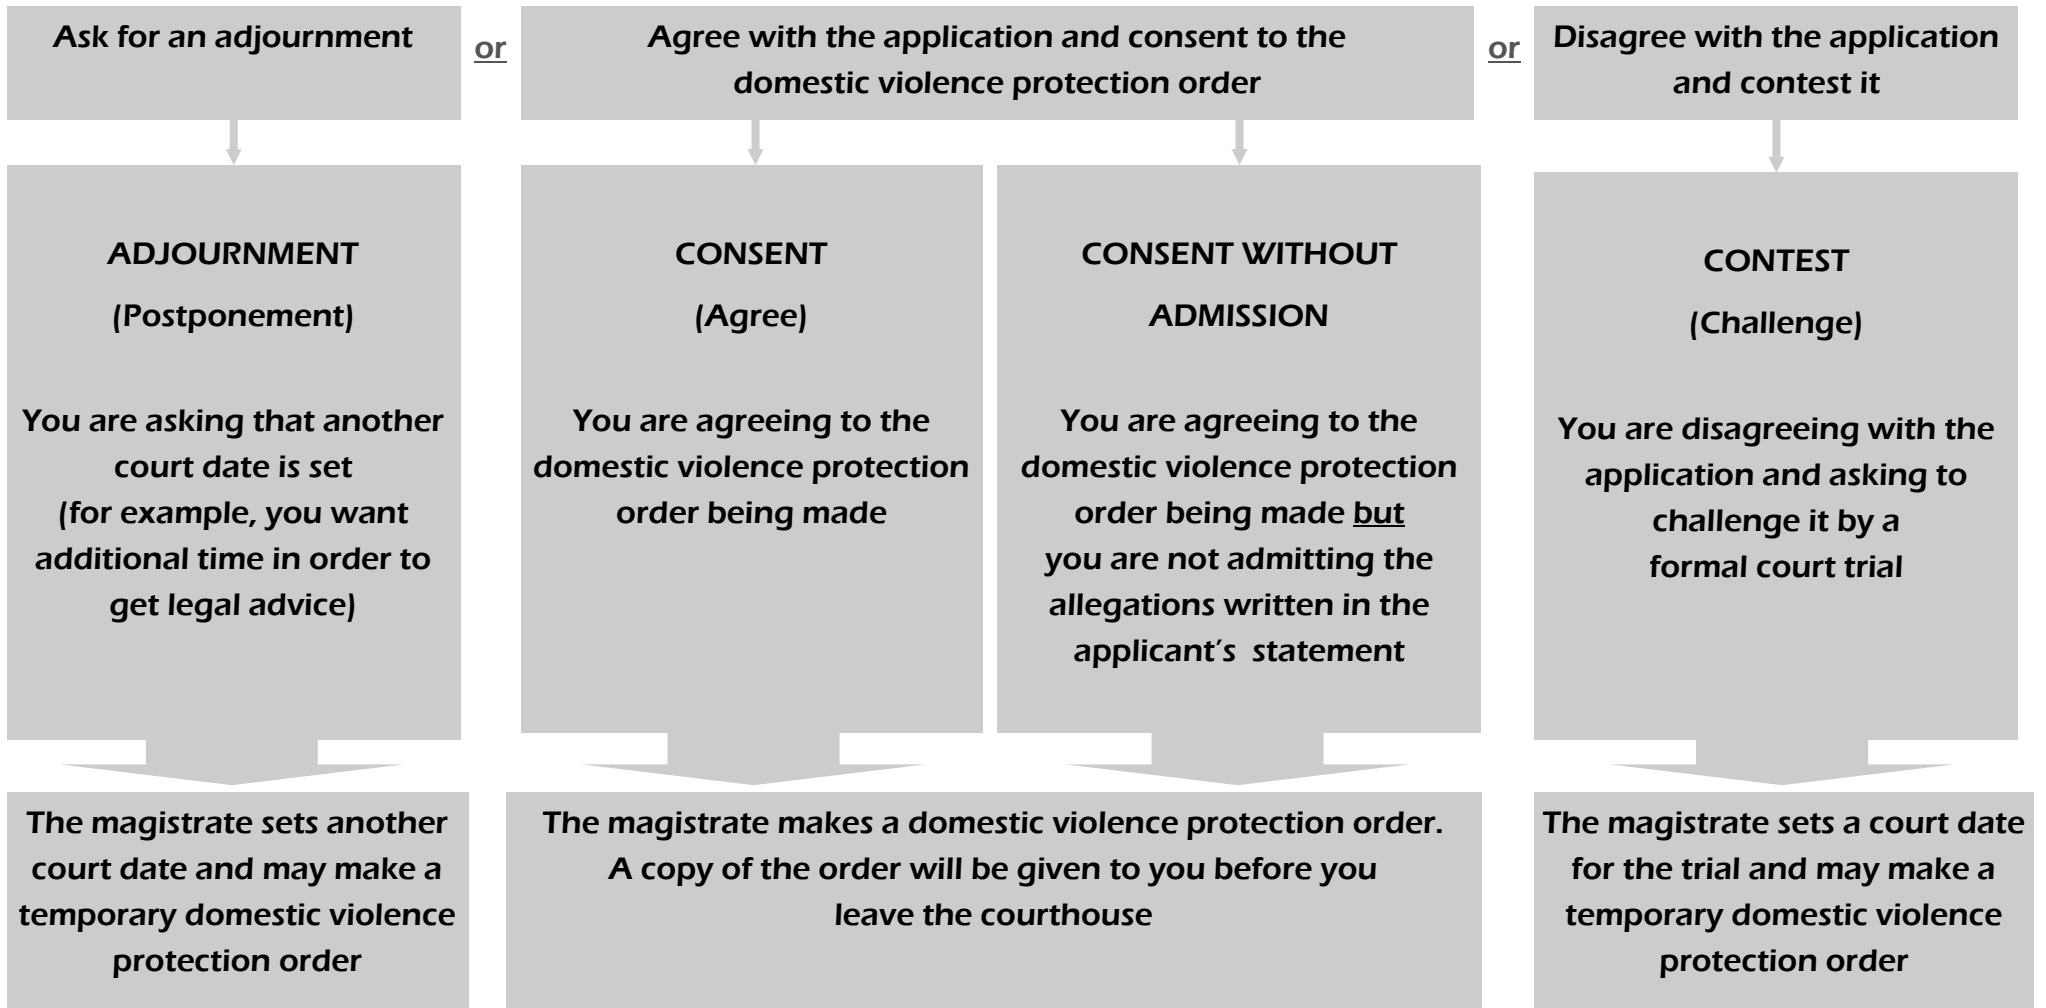 Ask for an adjournment
or
Agree with the application and consent to the
domestic violence protection order
or
Disagree with the application
and contest it
ADJOURNMENT
(Postponement)
You are asking that another
court date is set
(for example, you want
additional time in order to
get legal advice)
CONSENT
(Agree)
You are agreeing to the
domestic violence protection
order being made
CONSENT WITHOUT
ADMISSION
You are agreeing to the
domestic violence protection
order being made but
you are not admitting the
allegations written in the
applicant's statement
CONTEST
(Challenge)
You are disagreeing with the
application and asking to
challenge it by a
formal court trial
The magistrate sets another
court date and may make a
temporary domestic violence
protection order
The magistrate makes a domestic violence protection order.
A copy of the order will be given to you before you
leave the courthouse
The magistrate sets a court date
for the trial and may make a
temporary domestic violence
protection order